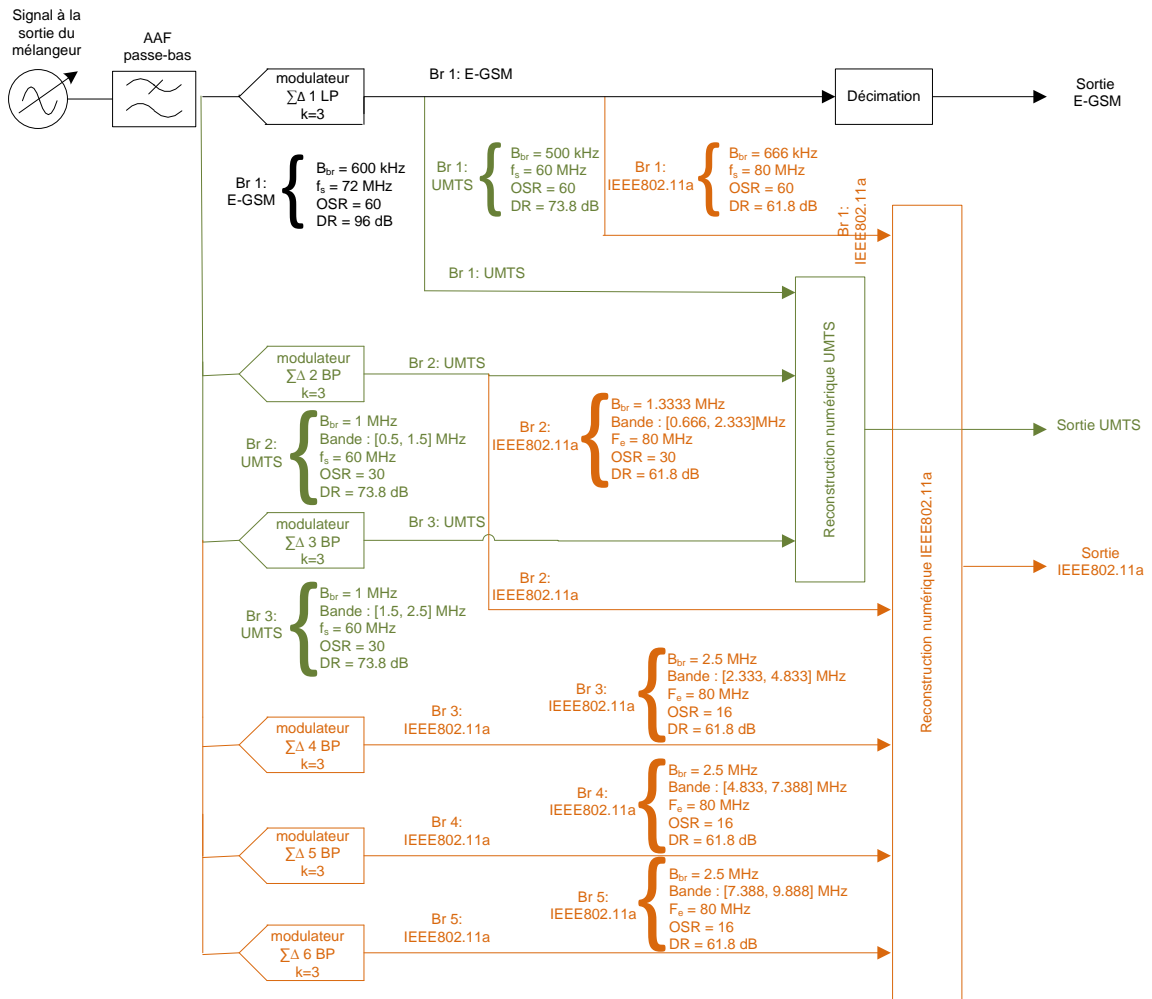 Signal à la
sortie du
mélangeur
AAF
passe-bas
modulateur
∑∆ 1 LP
k=3
Br 1: E-GSM
Décimation
Sortie
E-GSM
Br 1:
E-GSM
Bbr = 600 kHz
fs = 72 MHz
OSR = 60
DR = 96 dB
Br 1:
UMTS
Bbr = 500 kHz
fs = 60 MHz
OSR = 60
DR = 73.8 dB
Br 1:
IEEE802.11a
Bbr = 666 kHz
fs = 80 MHz
OSR = 60
DR = 61.8 dB
Br 1:
IEEE802.11a
Br 1: UMTS
modulateur
∑∆ 2 BP
k=3
Br 2: UMTS
Br 2:
UMTS
Bbr = 1 MHz
Bande : [0.5, 1.5] MHz
fs = 60 MHz
OSR = 30
DR = 73.8 dB
Br 2:
IEEE802.11a
Bbr = 1.3333 MHz
Bande : [0.666, 2.333]MHz
Fe = 80 MHz
OSR = 30
DR = 61.8 dB
Reconstruction numérique UMTS
Sortie UMTS
modulateur
∑∆ 3 BP
k=3
Br 3: UMTS
Br 2:
IEEE802.11a
Br 3:
UMTS
Bbr = 1 MHz
Bande : [1.5, 2.5] MHz
fs = 60 MHz
OSR = 30
DR = 73.8 dB
Reconstruction numérique IEEE802.11a
Sortie
IEEE802.11a
modulateur
∑∆ 4 BP
k=3
Br 3:
IEEE802.11a
Br 3:
IEEE802.11a
Bbr = 2.5 MHz
Bande : [2.333, 4.833] MHz
Fe = 80 MHz
OSR = 16
DR = 61.8 dB
modulateur
∑∆ 5 BP
k=3
Br 4:
IEEE802.11a
Br 4:
IEEE802.11a
Bbr = 2.5 MHz
Bande : [4.833, 7.388] MHz
Fe = 80 MHz
OSR = 16
DR = 61.8 dB
modulateur
∑∆ 6 BP
k=3
Br 5:
IEEE802.11a
Br 5:
IEEE802.11a
Bbr = 2.5 MHz
Bande : [7.388, 9.888] MHz
Fe = 80 MHz
OSR = 16
DR = 61.8 dB